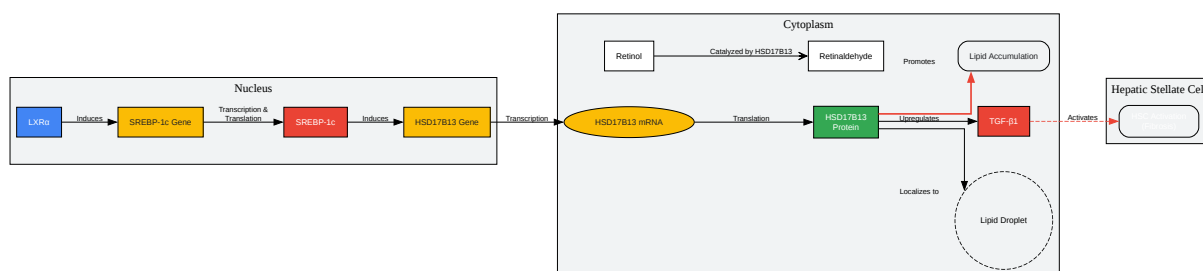 Nucleus
LXRα
Induces
SREBP-1c Gene
Transcription &
Translation
SREBP-1c
Induces
HSD17B13 Gene
Transcription
Cytoplasm
Retinol
Catalyzed by HSD17B13
Retinaldehyde
Promotes
Lipid Accumulation
HSD17B13 mRNA
Translation
HSD17B13
Protein
Upregulates
TGF-β1
Localizes to
Lipid Droplet
Activates
Hepatic Stellate Cell